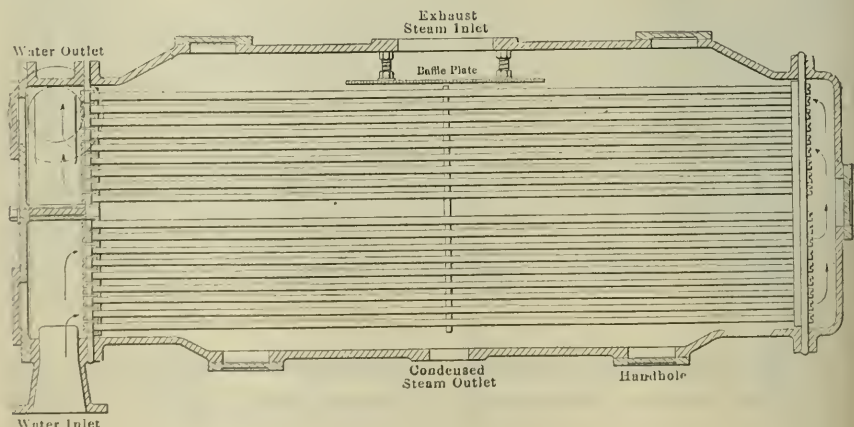 Exhaust
Steam Inlet
Water Outlet
Baffle Plate
Condensed
Steam Outlet
Handhole
Water Inlet